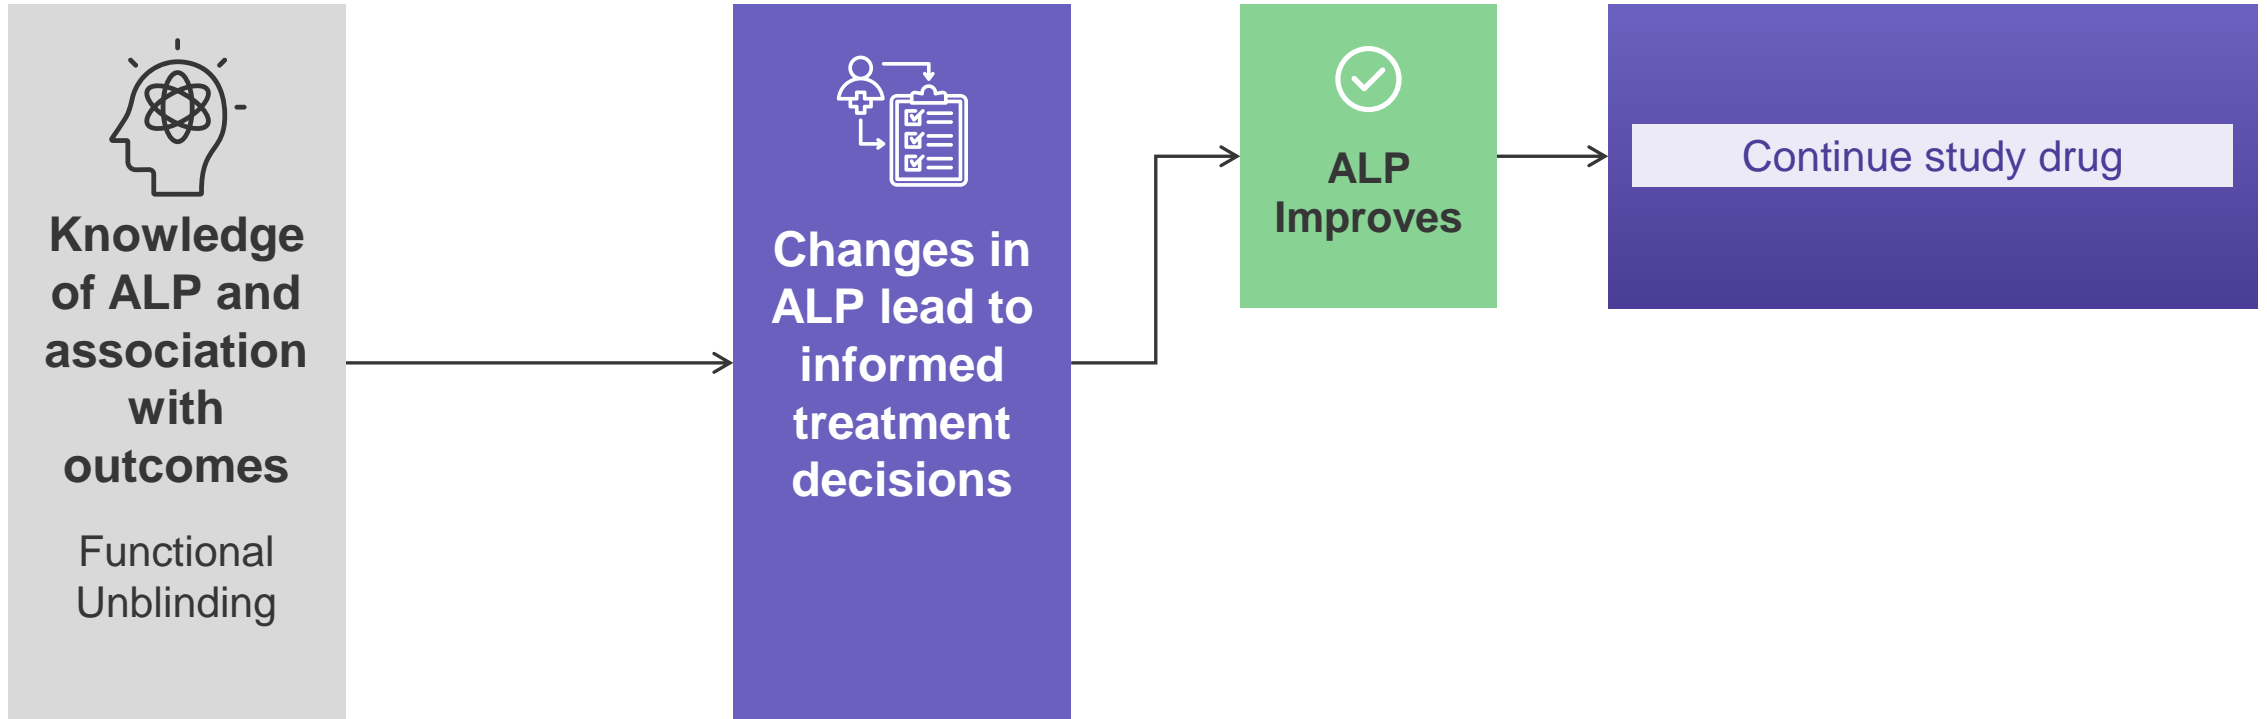 Knowledge
of ALP and
association
with
outcomes
Functional
Unblinding
Changes in
ALP lead to
informed
treatment
decisions
ALP
Improves
Continue study drug